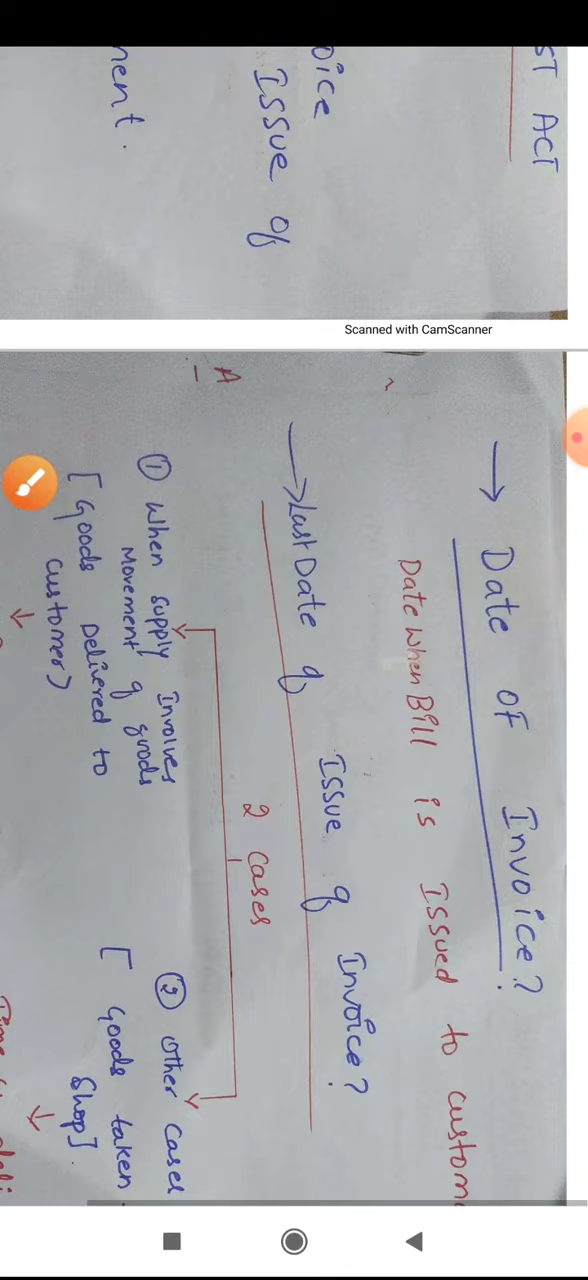 ST ACT
oice
Issue of
ment.
Scanned with CamScanner
→ Date of Invoice?
Date when Bill is Issued to custom
A
→ Last Date of Issue of Invoice?
2 cases
① When supply Involves
Movement of goods
[Goods Delivered to
customer)
② other cases
[Goods taken
Shop].